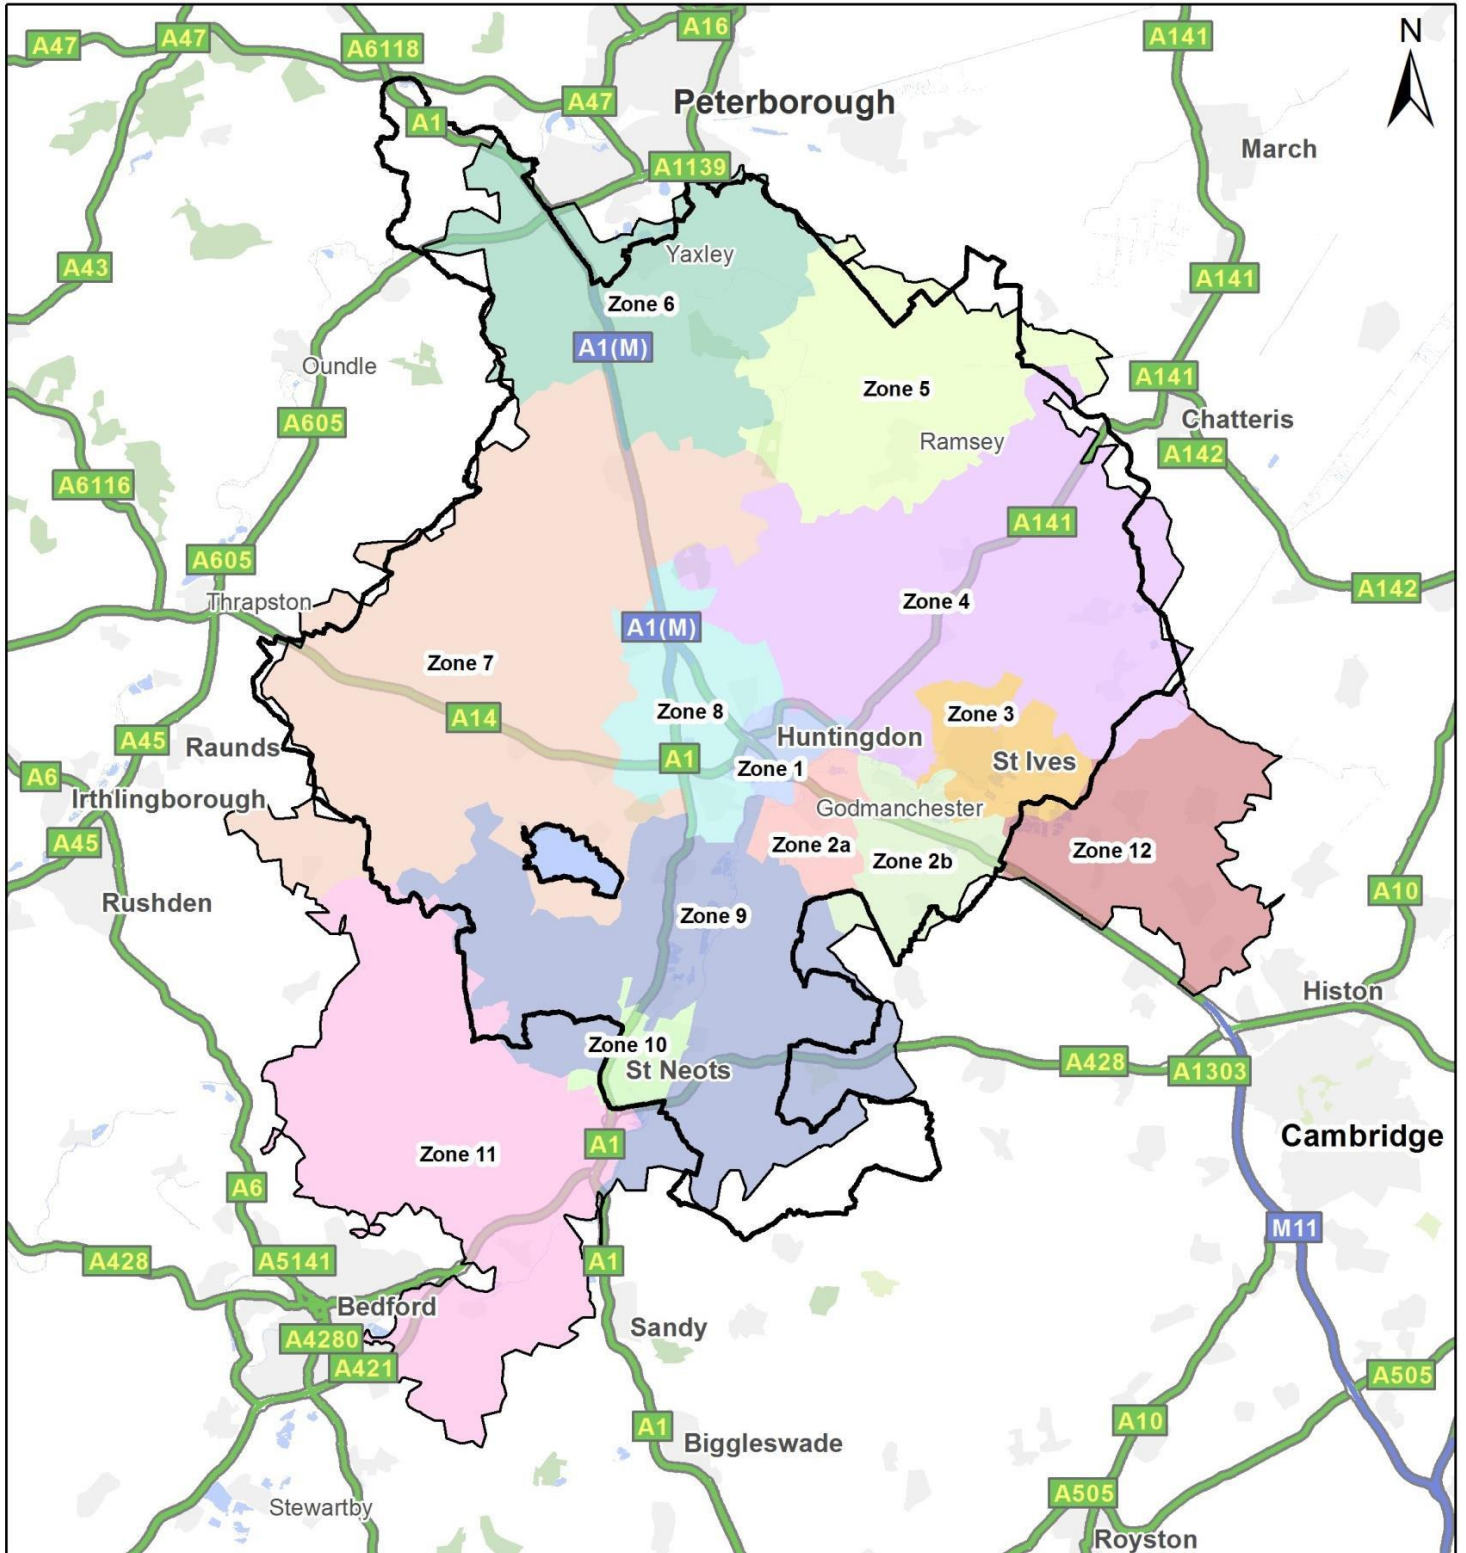 A16
A47
A47
A6118
A141
N
A47
Peterborough
A1
March
A1139
Yaxley
A43
A141
Zone 6
A1(M)
Oundle
A141
Zone 5
A605
Chatteris
Ramsey
A142
A6116
A141
A605
A142
Thrapston
Zone 4
A1(M)
Zone 7
Zone 8
Zone 3
A14
A45
Raunds
Huntingdon
A1
St Ives
Zone 1
A6
Irthlingborough
Godmanchester
A45
Zone 2a
Zone 12
Zone 2b
A10
Rushden
Zone 9
Histon
Zone 10
St Neots
A428
A1303
Cambridge
A1
Zone 11
A6
M11
A428
A5141
A1
Bedford
Sandy
A4280
A421
A505
A10
A1
Biggleswade
A505
Stewartby
Royston